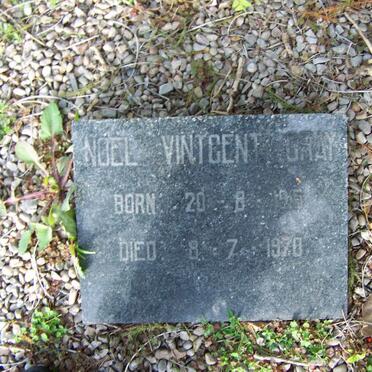 NOEL VINTCENT GRAY
BORN 20 8
DIED 8 7 1970